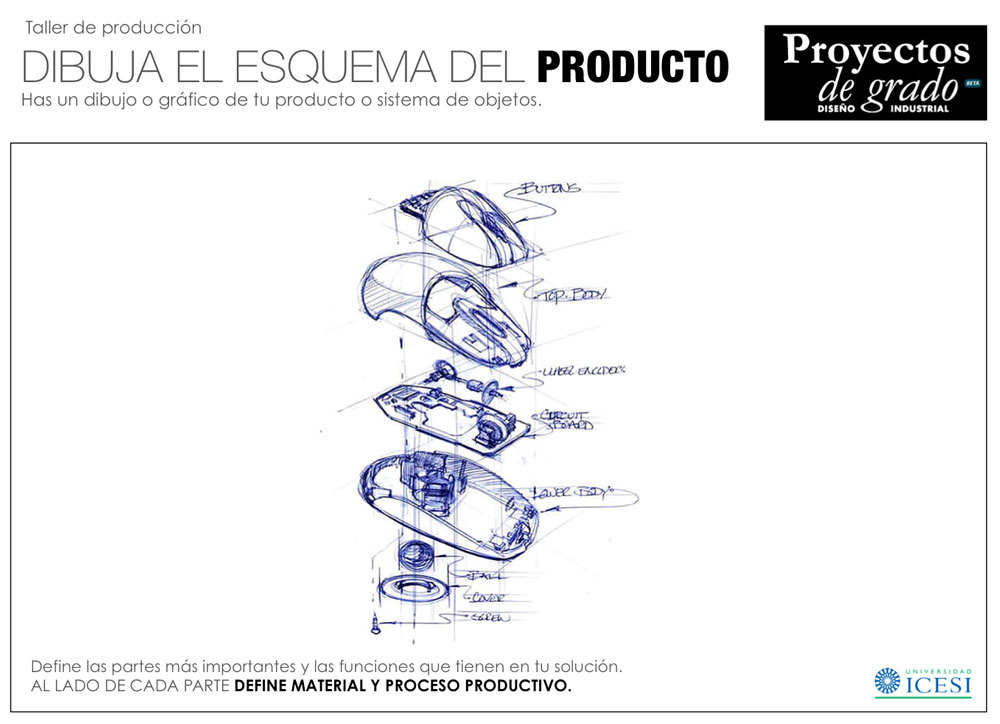 Taller de producción
DIBUJA EL ESQUEMA DEL PRODUCTO
Has un dibujo o gráfico de tu producto o sistema de objetos.
Proyectos
de grado BETA
DISEÑO INDUSTRIAL
BUTTONS
TOP BODY
WHEEL ENCODERS
CIRCUIT
BOARD
LOWER BODY
BALL
COVER
SCREW
Define las partes más importantes y las funciones que tienen en tu solución.
AL LADO DE CADA PARTE DEFINE MATERIAL Y PROCESO PRODUCTIVO.
UNIVERSIDAD
ICESI